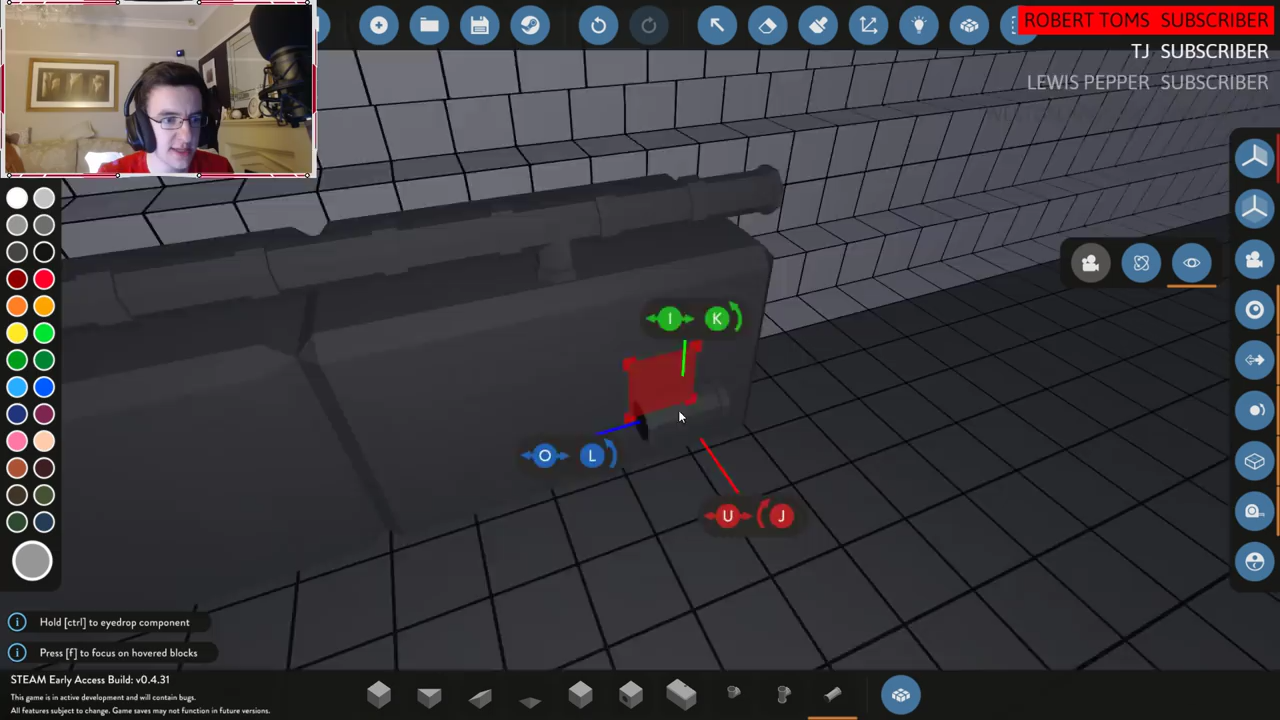 ROBERT TOMS SUBSCRIBER
TJ SUBSCRIBER
LEWIS PEPPER SUBSCRIBER
I K
O L
U J
Hold [ctrl] to eyedrop component
Press [f] to focus on hovered blocks
STEAM Early Access Build: v0.4.31
This game is in active development and will contain bugs.
All features subject to change. Game saves may not function in future versions.